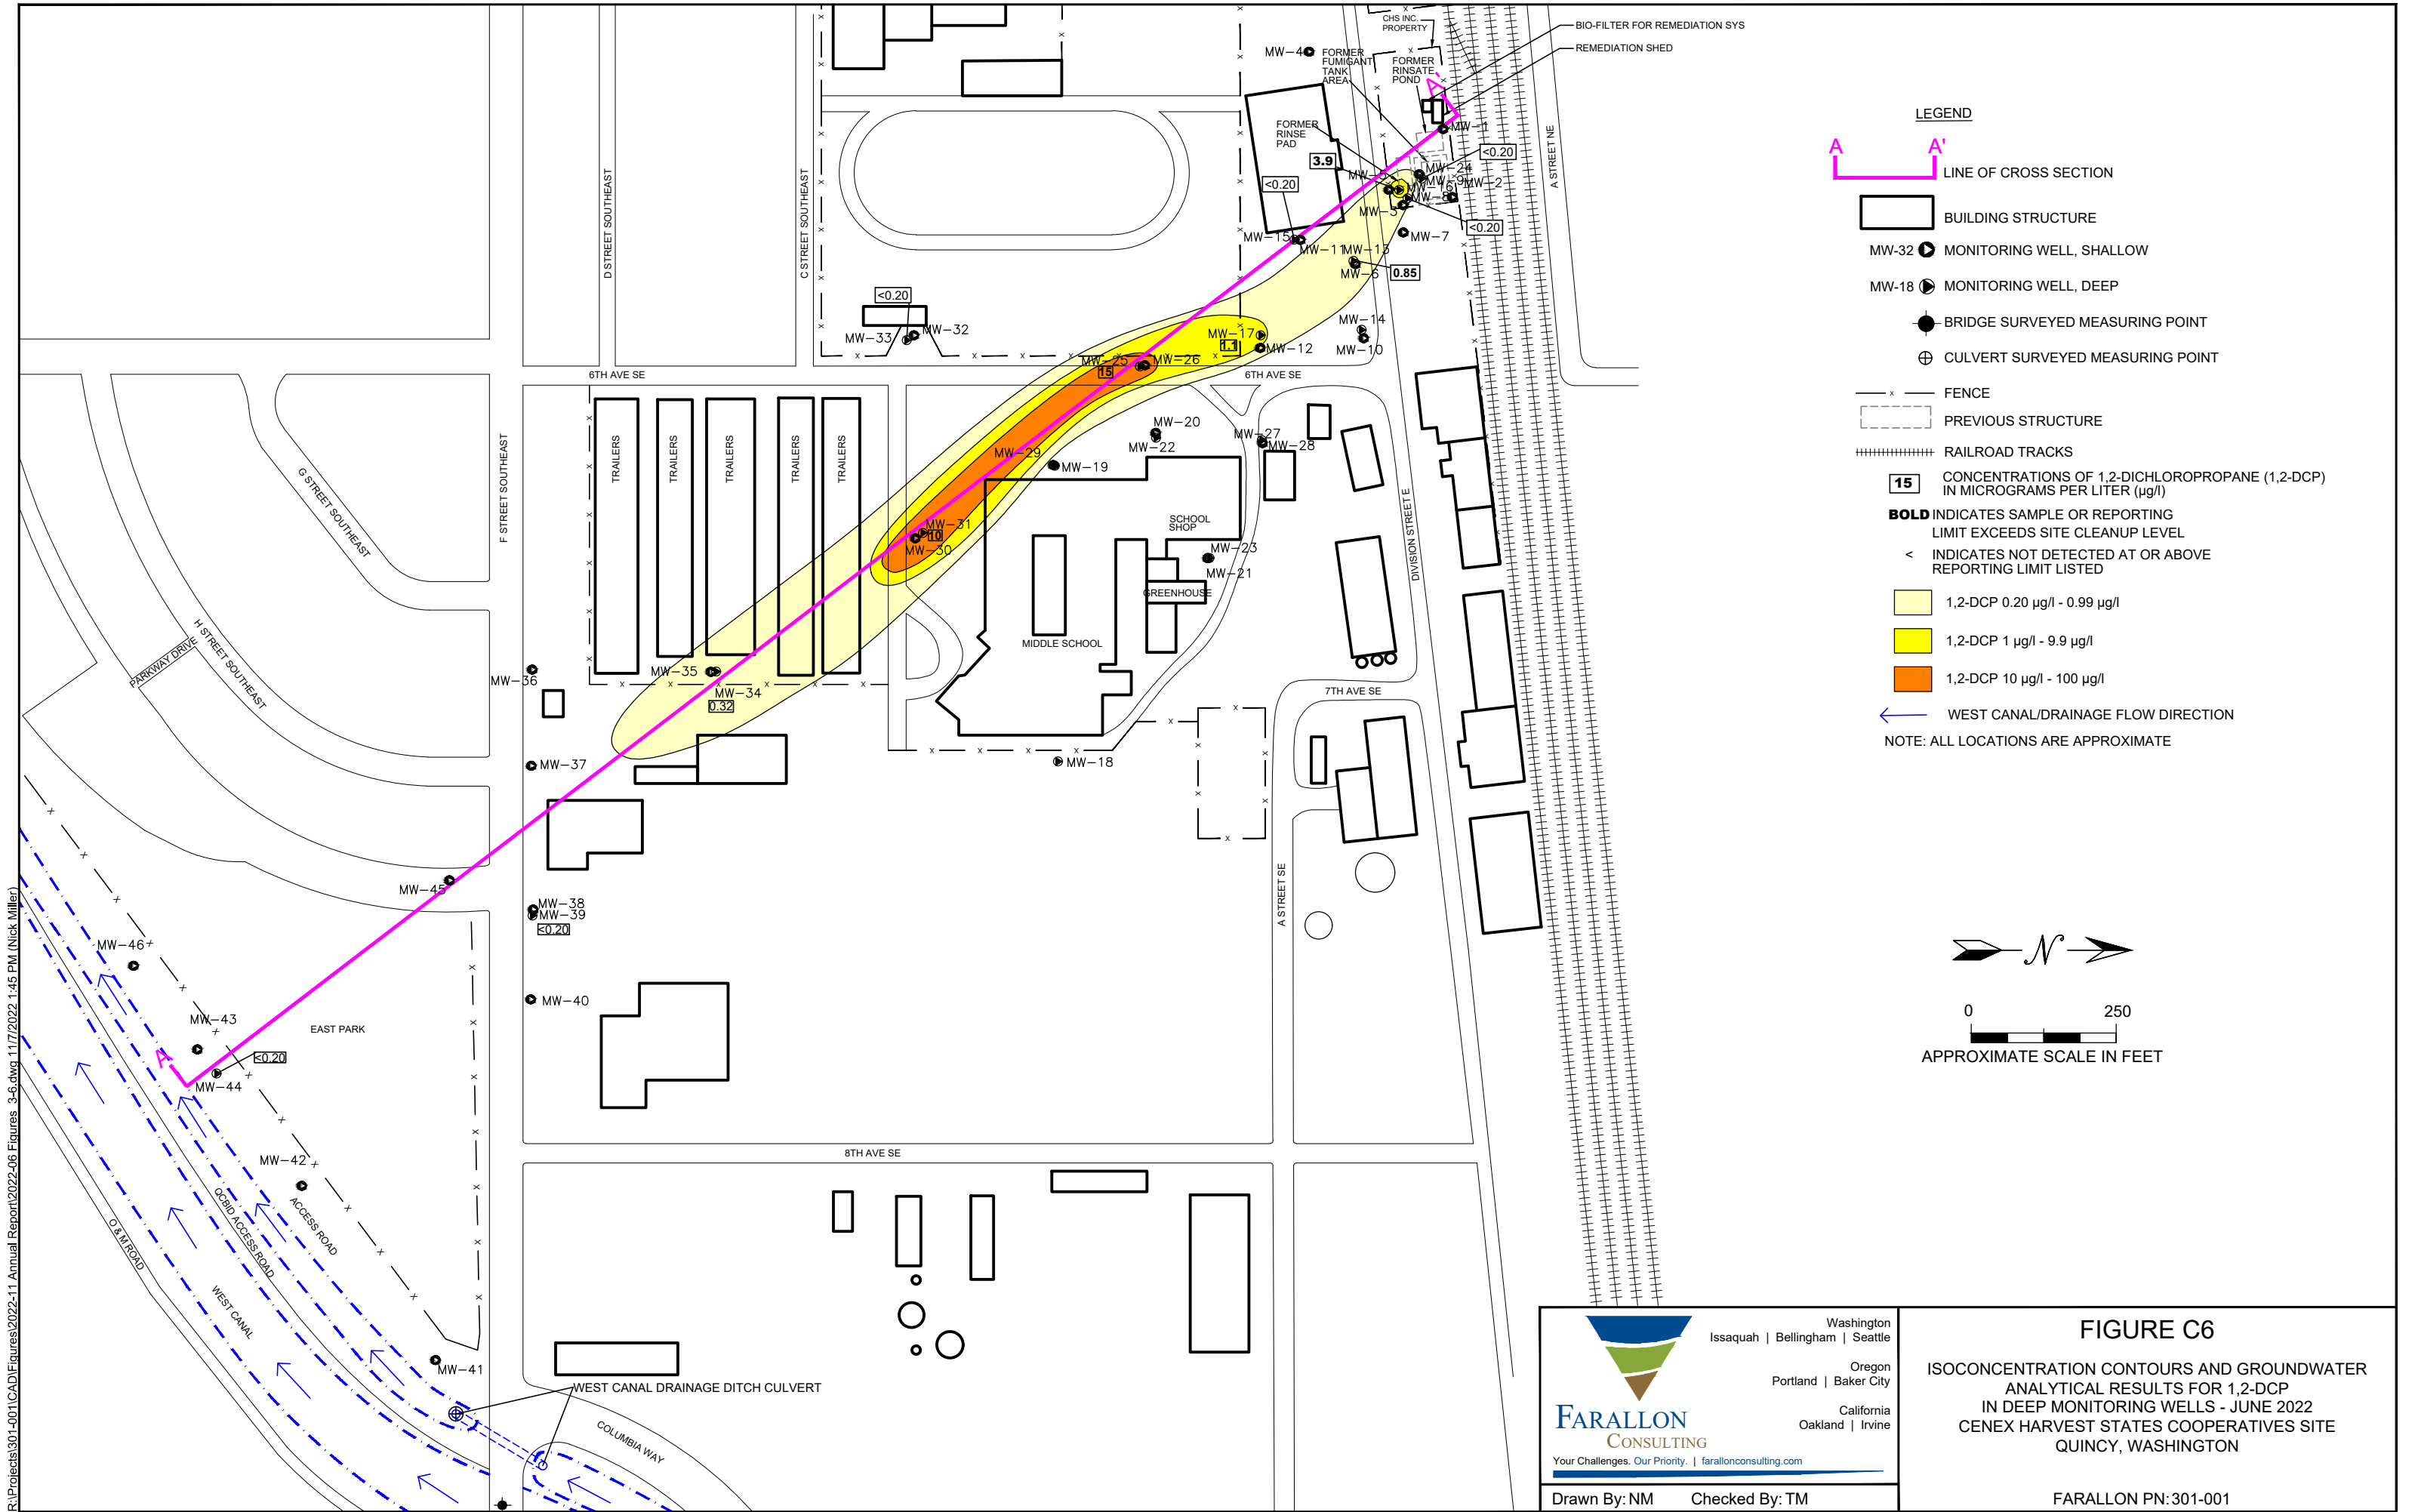 CHS INC.
PROPERTY
BIO-FILTER FOR REMEDIATION SYS
REMEDIATION SHED
MW-4
FORMER
FUMIGANT
TANK
AREA
FORMER
RINSATE
POND
A'
FORMER
RINSE
PAD
MW-1
3.9
<0.20
<0.20
MW-5
MW-24
MW-9
MW-16
MW-2
MW-8
MW-3
<0.20
MW-7
MW-15
MW-11
MW-13
MW-6
0.85
A STREET NE
D STREET SOUTHEAST
C STREET SOUTHEAST
<0.20
MW-33
MW-32
MW-17
1.1
MW-12
MW-14
MW-10
MW-25
MW-26
15
6TH AVE SE
6TH AVE SE
TRAILERS
TRAILERS
TRAILERS
TRAILERS
TRAILERS
F STREET SOUTHEAST
G STREET SOUTHEAST
H STREET SOUTHEAST
PARKWAY DRIVE
MW-20
MW-22
MW-27
MW-28
MW-29
MW-19
SCHOOL
SHOP
MW-31
10
MW-30
MW-23
MW-21
GREENHOUSE
MIDDLE SCHOOL
DIVISION STREET E
MW-35
MW-34
0.32
MW-36
7TH AVE SE
MW-37
MW-18
A STREET SE
MW-45
MW-38
MW-39
<0.20
MW-46
MW-40
MW-43
EAST PARK
<0.20
A
MW-44
8TH AVE SE
MW-42
ACCESS ROAD
QCBID ACCESS ROAD
O & M ROAD
WEST CANAL
MW-41
WEST CANAL DRAINAGE DITCH CULVERT
COLUMBIA WAY
LEGEND
A A'
LINE OF CROSS SECTION
BUILDING STRUCTURE
MW-32 MONITORING WELL, SHALLOW
MW-18 MONITORING WELL, DEEP
BRIDGE SURVEYED MEASURING POINT
CULVERT SURVEYED MEASURING POINT
FENCE
PREVIOUS STRUCTURE
RAILROAD TRACKS
15 CONCENTRATIONS OF 1,2-DICHLOROPROPANE (1,2-DCP)
IN MICROGRAMS PER LITER (µg/l)
BOLD INDICATES SAMPLE OR REPORTING
LIMIT EXCEEDS SITE CLEANUP LEVEL
< INDICATES NOT DETECTED AT OR ABOVE
REPORTING LIMIT LISTED
1,2-DCP 0.20 µg/l - 0.99 µg/l
1,2-DCP 1 µg/l - 9.9 µg/l
1,2-DCP 10 µg/l - 100 µg/l
WEST CANAL/DRAINAGE FLOW DIRECTION
NOTE: ALL LOCATIONS ARE APPROXIMATE
N
0 250
APPROXIMATE SCALE IN FEET
Washington
Issaquah | Bellingham | Seattle
Oregon
Portland | Baker City
California
Oakland | Irvine
FARALLON
CONSULTING
Your Challenges. Our Priority. | farallonconsulting.com
Drawn By: NM Checked By: TM
FIGURE C6
ISOCONCENTRATION CONTOURS AND GROUNDWATER
ANALYTICAL RESULTS FOR 1,2-DCP
IN DEEP MONITORING WELLS - JUNE 2022
CENEX HARVEST STATES COOPERATIVES SITE
QUINCY, WASHINGTON
FARALLON PN: 301-001
R:\Projects\301-001\CAD\Figures\2022-11 Annual Report\2022-06 Figures_3-6.dwg 11/7/2022 1:45 PM (Nick Miller)